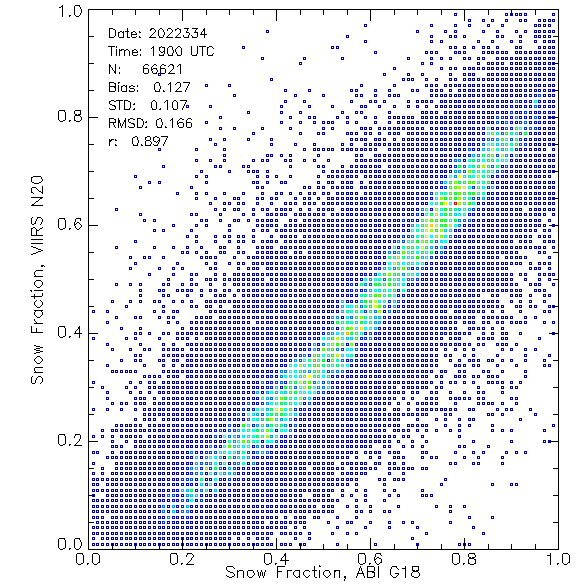 1.0
0.8
0.6
0.4
0.2
0.0
Snow Fraction, VIIRS N20
Date: 2022334
Time: 1900 UTC
N: 66621
Bias: 0.127
STD: 0.107
RMSD: 0.166
r: 0.897
0.0 0.2 0.4 0.6 0.8 1.0
Snow Fraction, ABI G18